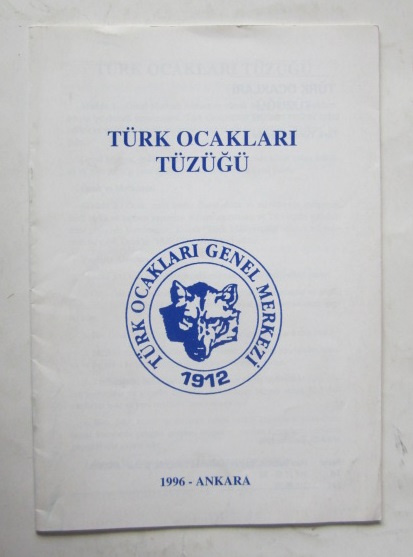 TÜRK OCAKLARI
TÜZÜĞÜ
TÜRK OCAKLARI GENEL MERKEZİ
1912
1996 - ANKARA